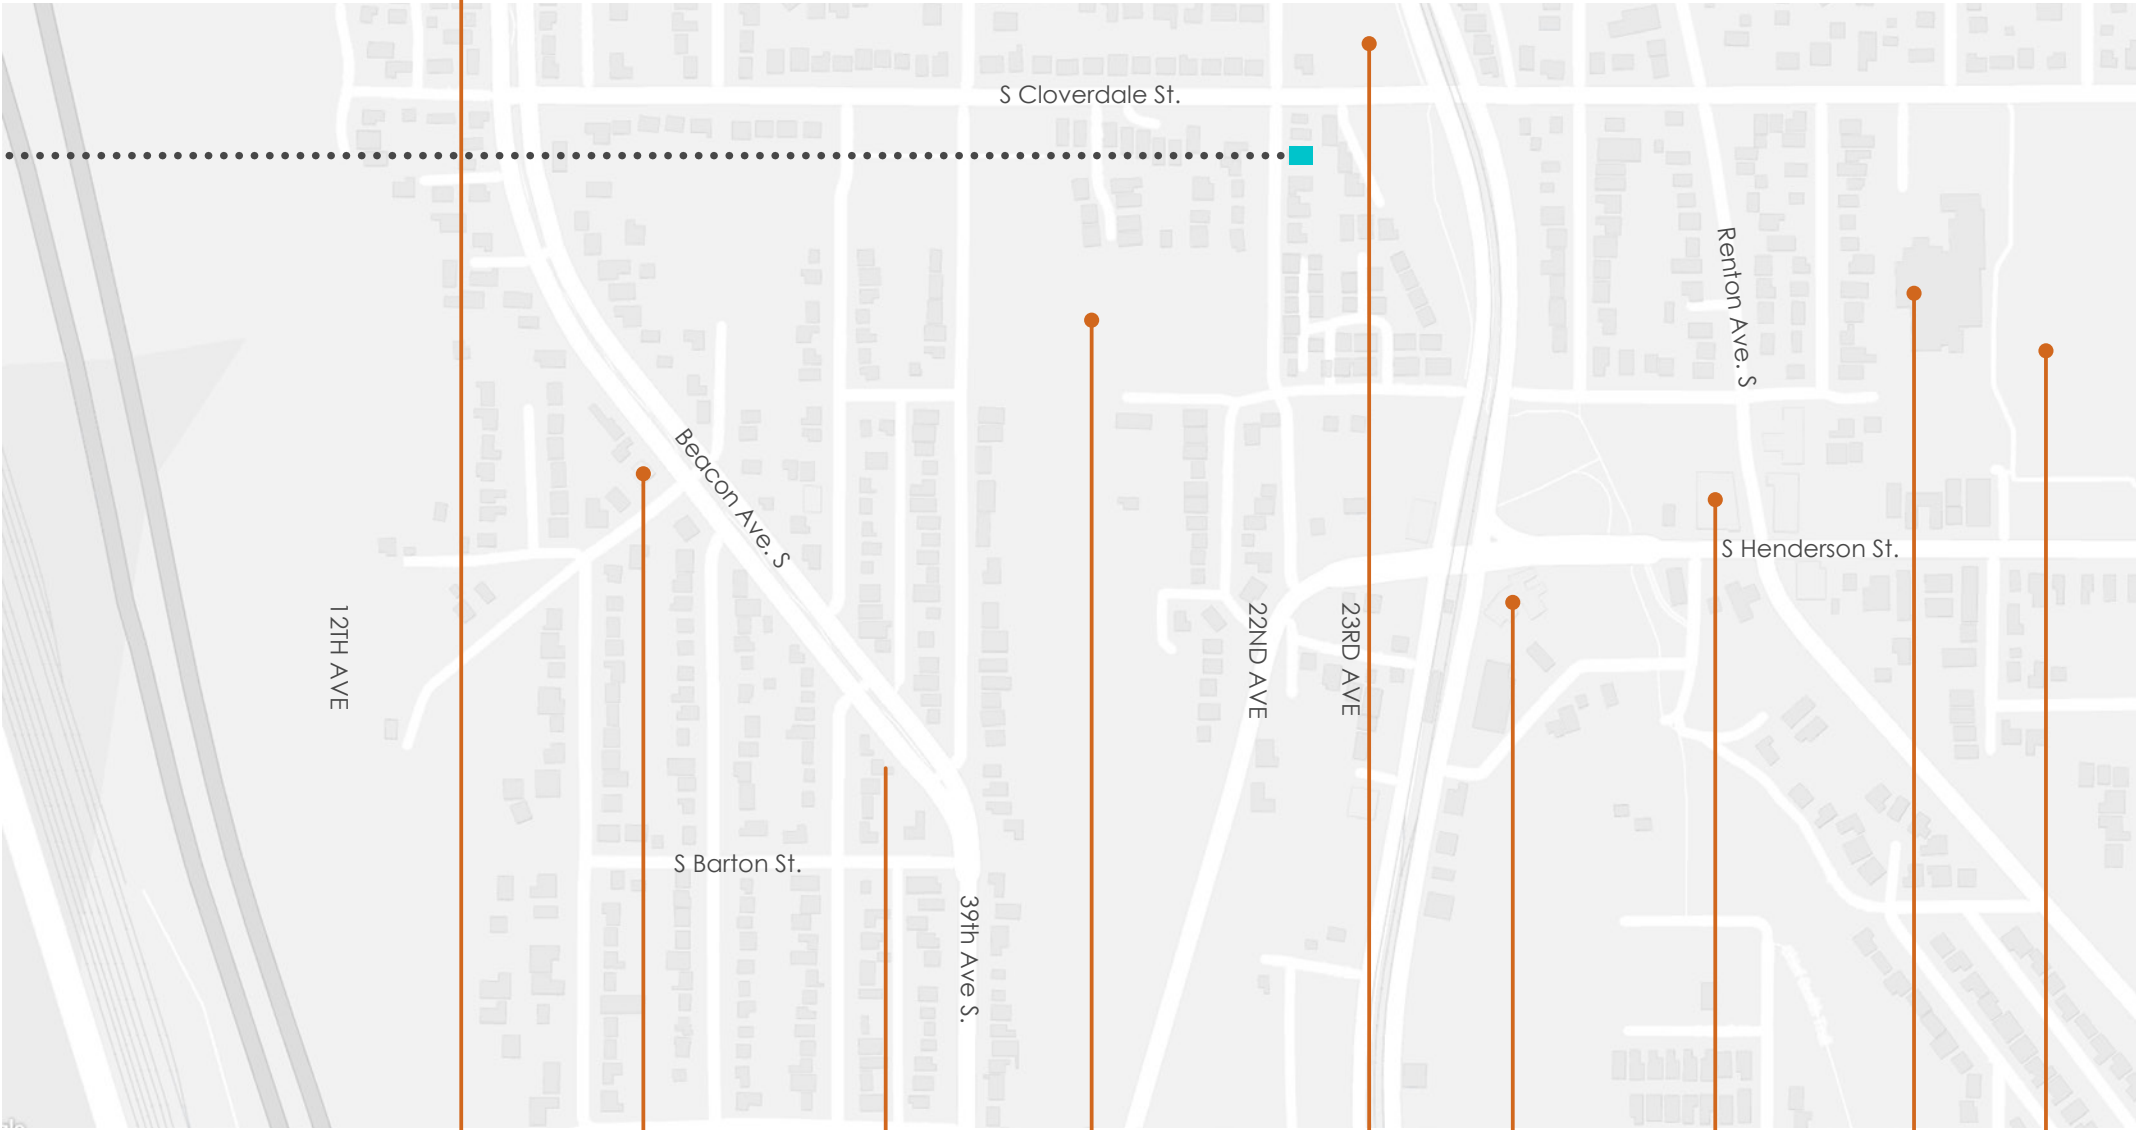 S Cloverdale St.
Renton Ave. S
Beacon Ave. S
S Henderson St.
12TH AVE
22ND AVE
23RD AVE
S Barton St.
39th Ave S.